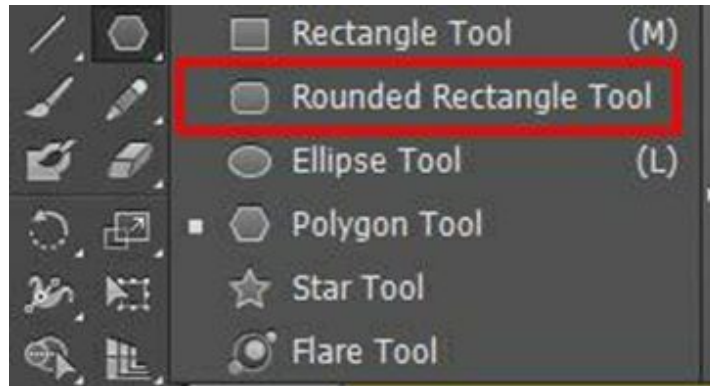 Rectangle Tool (M)
Rounded Rectangle Tool
Ellipse Tool (L)
Polygon Tool
Star Tool
Flare Tool